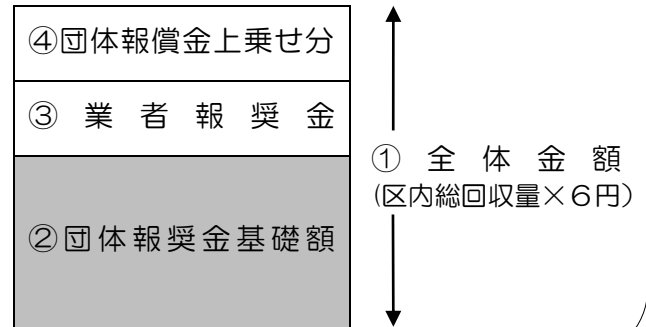 ④団体報償金上乗せ分
③業者報奨金
②団体報奨金基礎額
①全体金額
(区内総回収量×6円)